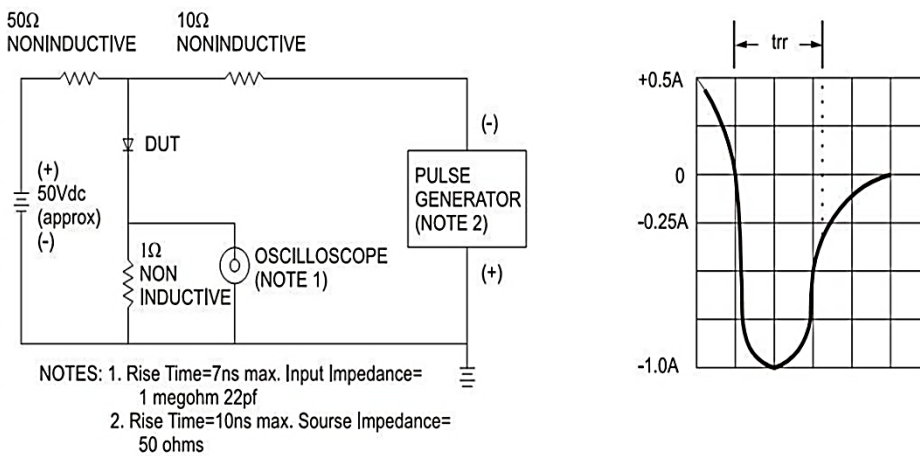 50Ω
NONINDUCTIVE
10Ω
NONINDUCTIVE
DUT
(+)
50Vdc
(approx)
(-)
1Ω
NON
INDUCTIVE
OSCILLOSCOPE
(NOTE 1)
(-)
PULSE
GENERATOR
(NOTE 2)
(+)
NOTES: 1. Rise Time=7ns max. Input Impedance=
1 megohm 22pf
2. Rise Time=10ns max. Sourse Impedance=
50 ohms
trr
+0.5A
0
-0.25A
-1.0A